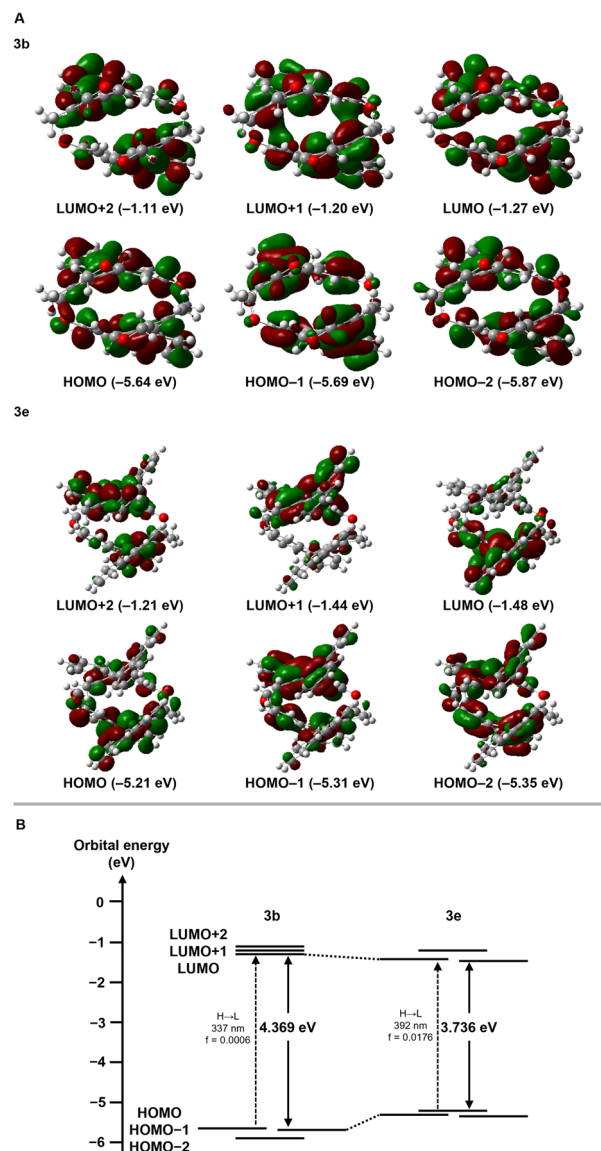 A
3b
LUMO+2 (–1.11 eV) LUMO+1 (–1.20 eV) LUMO (–1.27 eV)
HOMO (–5.64 eV) HOMO–1 (–5.69 eV) HOMO–2 (–5.87 eV)
3e
LUMO+2 (–1.21 eV) LUMO+1 (–1.44 eV) LUMO (–1.48 eV)
HOMO (–5.21 eV) HOMO–1 (–5.31 eV) HOMO–2 (–5.35 eV)
B
Orbital energy
(eV)
0
3b 3e
LUMO+2
–1
LUMO+1
LUMO
–2
–3
H→L
337 nm
f = 0.0006
4.369 eV
H→L
392 nm
f = 0.0176
3.736 eV
–4
–5
HOMO
HOMO–1
–6
HOMO–2